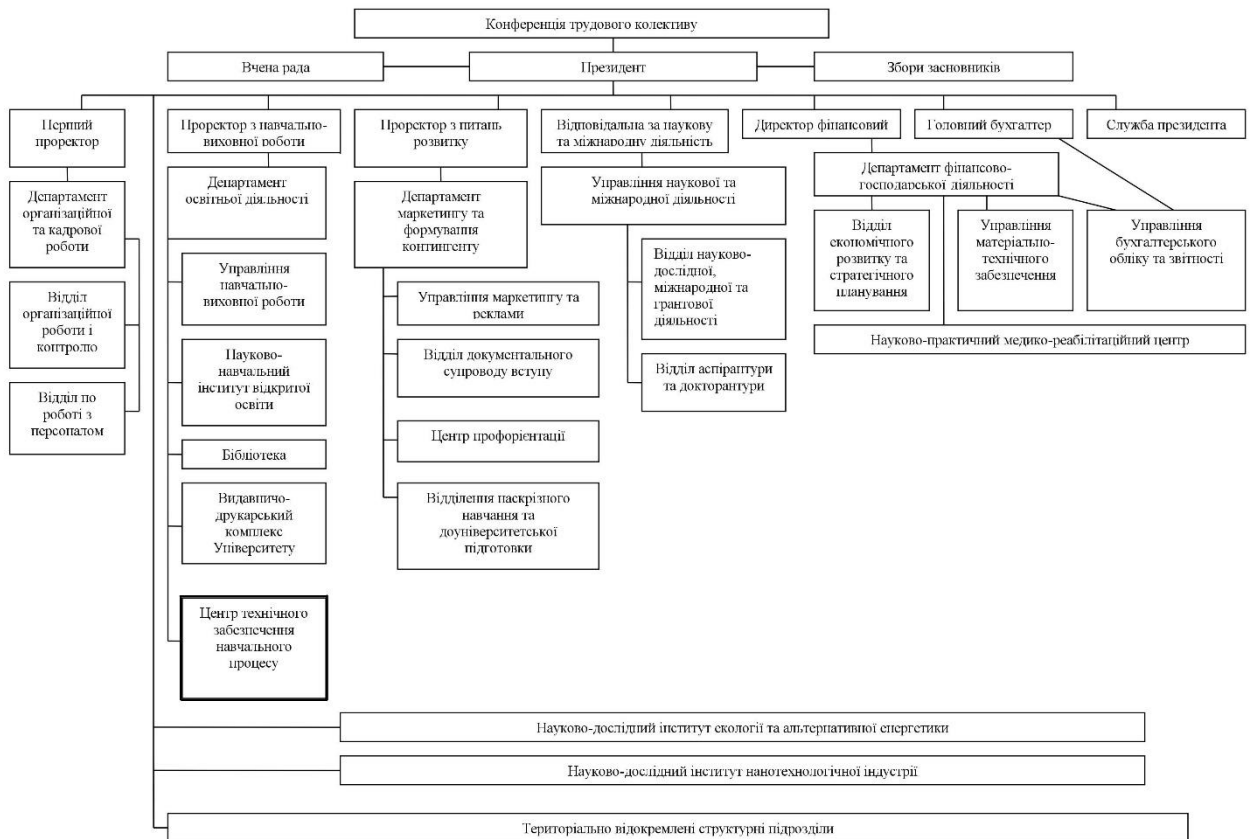 Конференція трудового колективу
Вчена рада
Президент
Збори засновників
Перший
проректор
Проректор з навчально-
виховної роботи
Проректор з питань
розвитку
Відповідальна за наукову
та міжнародну діяльність
Директор фінансовий
Головний бухгалтер
Служба президента
Департамент
організаційної
та кадрової
роботи
Відділ
організаційної
роботи і
контролю
Відділ по
роботі з
персоналом
Департамент
освітньої діяльності
Управління
навчально-
виховної роботи
Науково-
навчальний
інститут відкритої
освіти
Бібліотека
Видавничо-
друкарський
комплекс
Університету
Центр технічного
забезпечення
навчального
процесу
Департамент
маркетингу та
формування
контингенту
Управління маркетингу та
реклами
Відділ документального
супроводу вступу
Центр профорієнтації
Відділення наскрізного
навчання та
доуніверситетської
підготовки
Управління наукової та
міжнародної діяльності
Відділ науково-
дослідної,
міжнародної та
грантової
діяльності
Відділ аспірантури
та докторантури
Департамент фінансово-
господарської діяльності
Відділ
економічного
розвитку та
стратегічного
планування
Управління
матеріально-
технічного
забезпечення
Управління
бухгалтерського
обліку та звітності
Науково-практичний медико-реабілітаційний центр
Науково-дослідний інститут екології та альтернативної енергетики
Науково-дослідний інститут нанотехнологічної індустрії
Територіально відокремлені структурні підрозділи